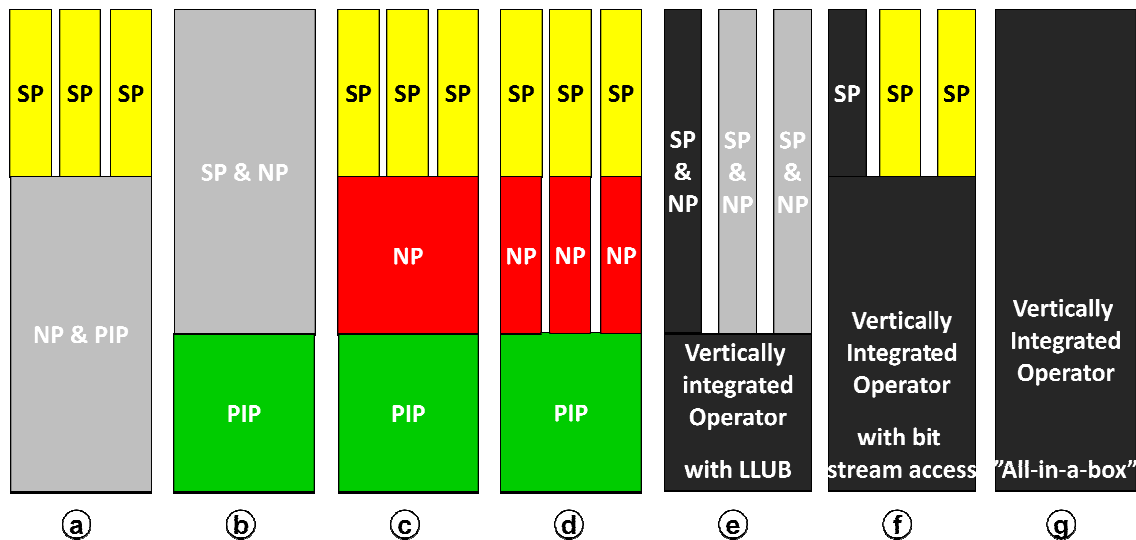 SP SP SP
NP & PIP
SP & NP
PIP
SP SP SP
NP
PIP
SP SP SP
NP NP NP
PIP
SP SP SP
& & &
NP NP NP
Vertically
integrated
Operator
with LLUB
SP SP SP
Vertically
Integrated
Operator
with bit
stream access
Vertically
Integrated
Operator
”All-in-a-box”
a b c d e f g